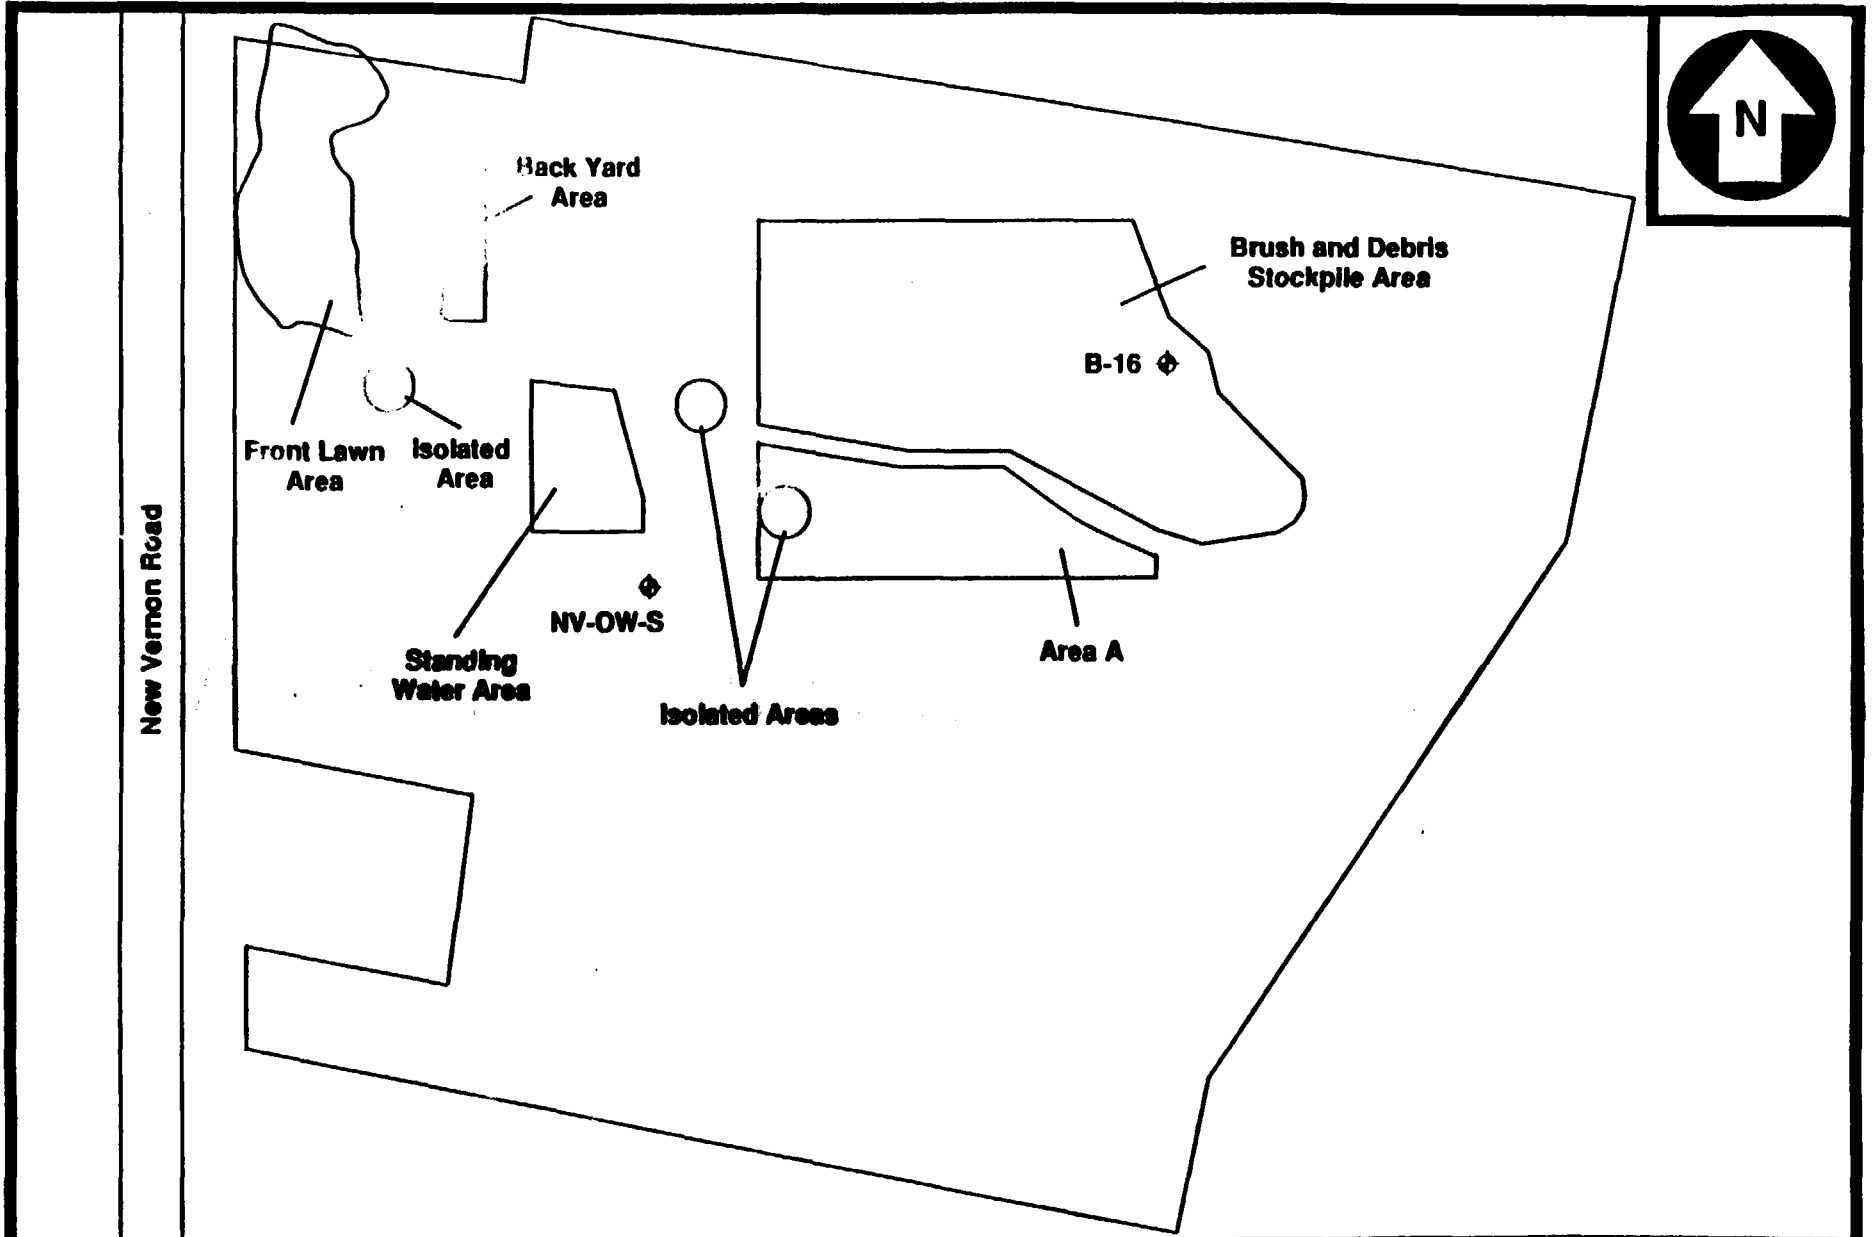 N
Back Yard
Area
Brush and Debris
Stockpile Area
B-16
Front Lawn
Area
Isolated
Area
New Vernon Road
NV-OW-S
Standing
Water Area
Area A
Isolated Areas